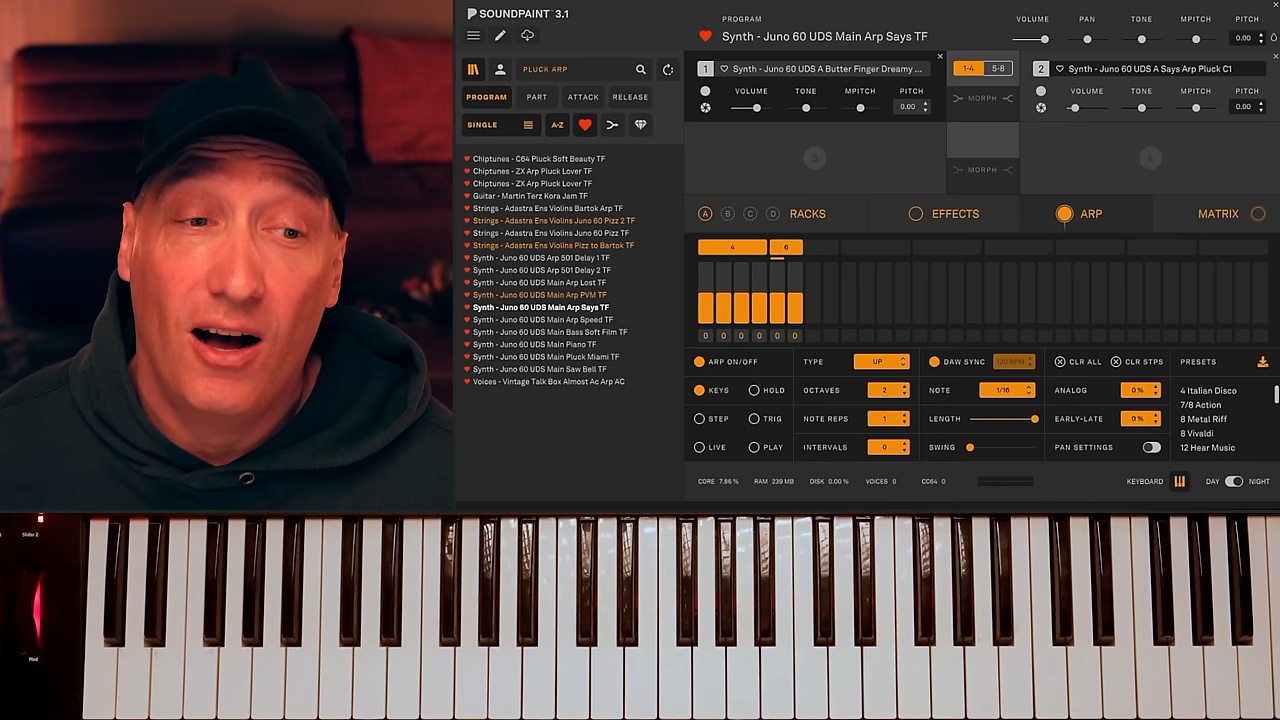 SOUNDPAINT 3.1
PROGRAM
Synth - Juno 60 UDS Main Arp Says TF
VOLUME PAN TONE MPITCH PITCH
0.00
PLUCK ARP
PROGRAM PART ATTACK RELEASE
SINGLE A-Z
Chiptunes - C64 Pluck Soft Beauty TF
Chiptunes - ZX Arp Pluck Lover TF
Chiptunes - ZX Arp Pluck Lover TF
Guitar - Martin Terz Kora Jam TF
Strings - Adastra Ens Violins Bartok Arp TF
Strings - Adastra Ens Violins Juno 60 Pizz 2 TF
Strings - Adastra Ens Violins Juno 60 Pizz TF
Strings - Adastra Ens Violins Pizz to Bartok TF
Synth - Juno 60 UDS Arp 501 Delay 1 TF
Synth - Juno 60 UDS Arp 501 Delay 2 TF
Synth - Juno 60 UDS Main Arp Lost TF
Synth - Juno 60 UDS Main Arp PVM TF
Synth - Juno 60 UDS Main Arp Says TF
Synth - Juno 60 UDS Main Arp Speed TF
Synth - Juno 60 UDS Main Bass Soft Film TF
Synth - Juno 60 UDS Main Piano TF
Synth - Juno 60 UDS Main Pluck Miami TF
Synth - Juno 60 UDS Main Saw Bell TF
Voices - Vintage Talk Box Almost Ac Arp AC
1 Synth - Juno 60 UDS A Butter Finger Dreamy ...
VOLUME TONE MPITCH PITCH
0.00
1-4 5-8
MORPH
MORPH
2 Synth - Juno 60 UDS A Says Arp Pluck C1
VOLUME TONE MPITCH PITCH
0.00
3
4
A B C D RACKS EFFECTS ARP MATRIX
4 6
0 0 0 0 0 0
ARP ON/OFF TYPE UP DAW SYNC 120 BPM CLR ALL CLR STPS PRESETS
KEYS HOLD OCTAVES 2 NOTE 1/16 ANALOG 0 % 4 Italian Disco
7/8 Action
STEP TRIG NOTE REPS 1 LENGTH EARLY-LATE 0 % 8 Metal Riff
8 Vivaldi
LIVE PLAY INTERVALS 0 SWING PAN SETTINGS 12 Hear Music
CORE 7.86 % RAM 239 MB DISK 0.00 % VOICES 0 CC64 0 KEYBOARD DAY NIGHT
Slider 2
Mod